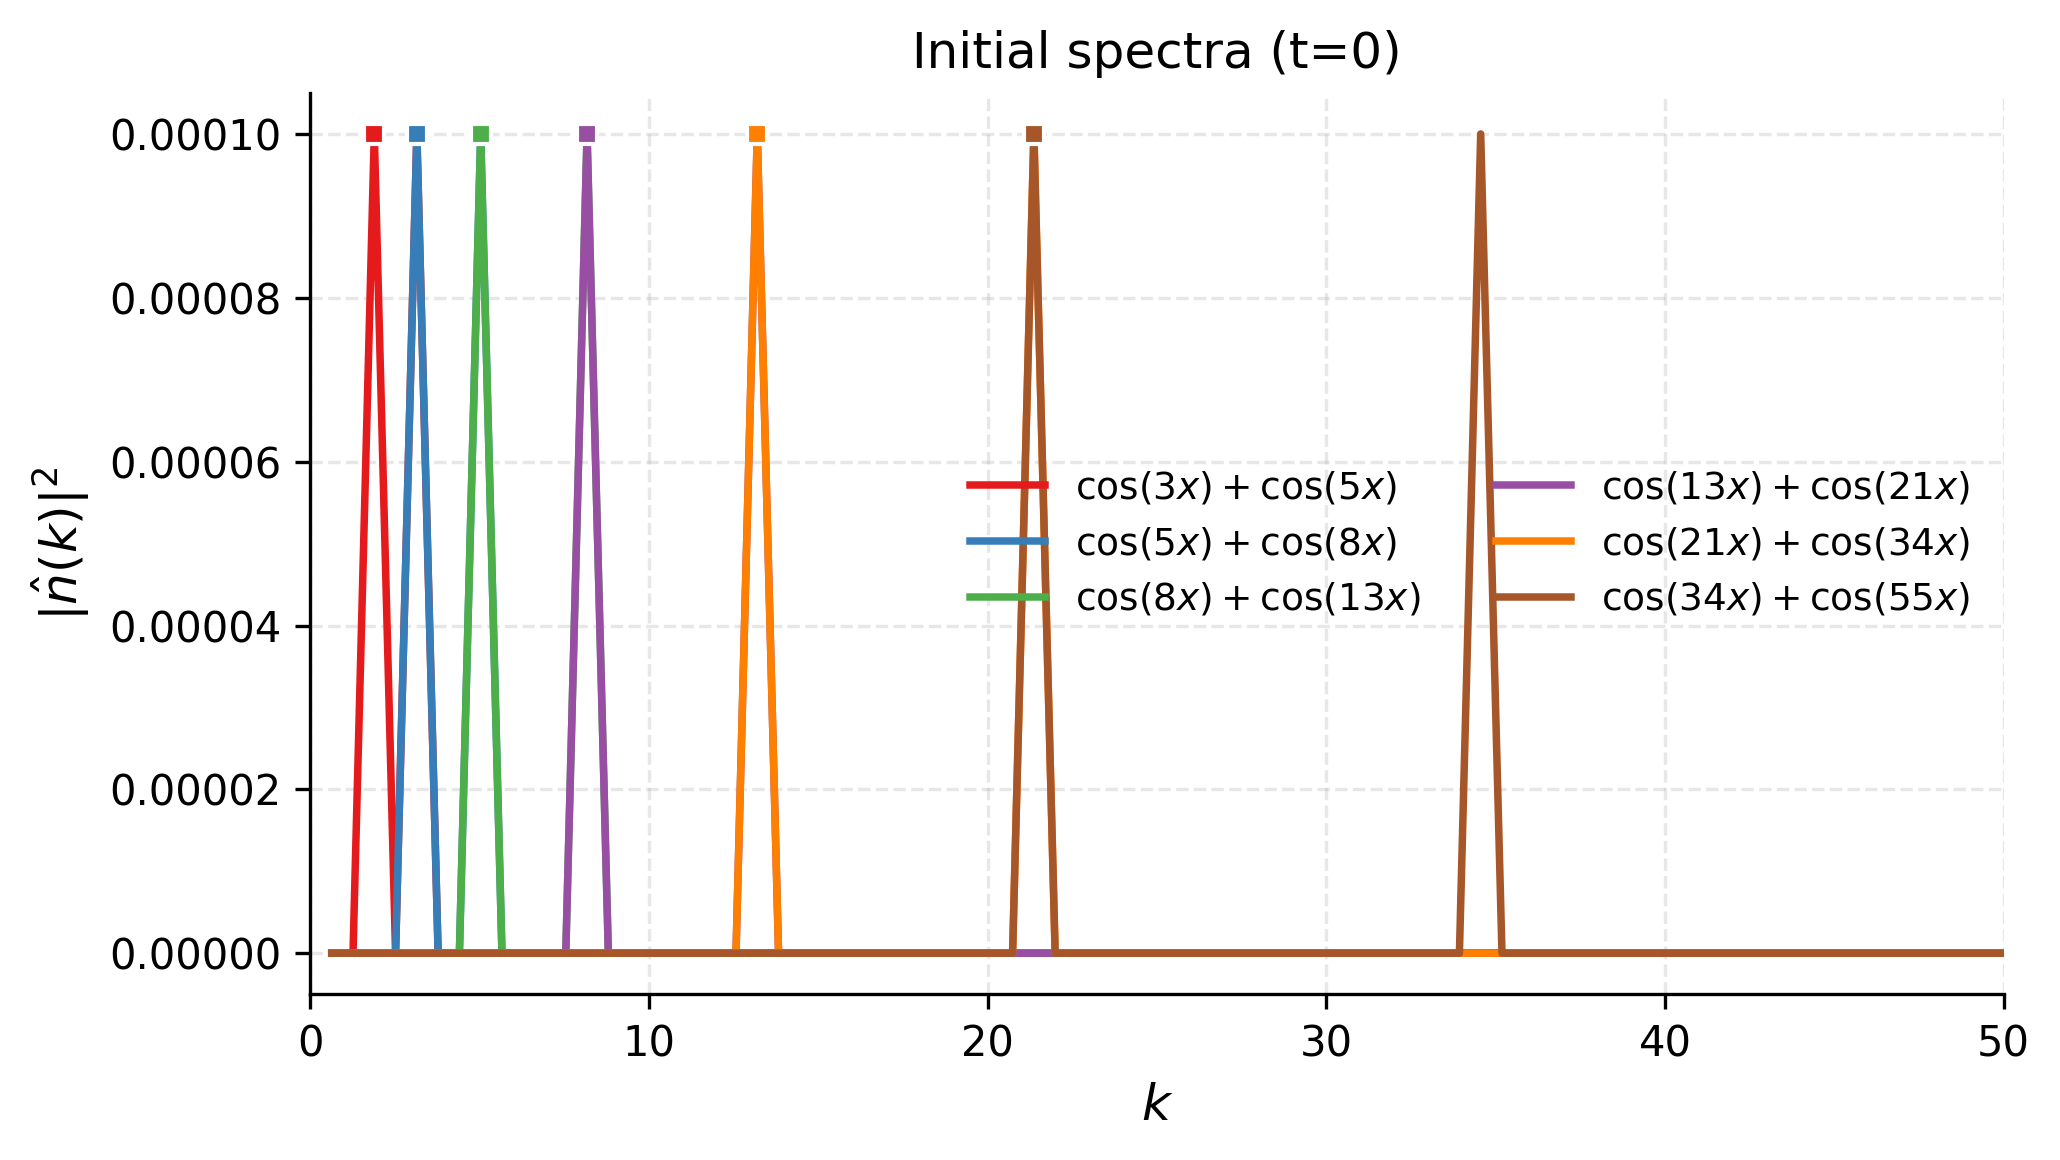 Initial spectra (t=0)
|n̂(k)|²
0.00010
0.00008
0.00006
0.00004
0.00002
0.00000
cos(3x) + cos(5x)
cos(5x) + cos(8x)
cos(8x) + cos(13x)
cos(13x) + cos(21x)
cos(21x) + cos(34x)
cos(34x) + cos(55x)
0 10 20 30 40 50
k